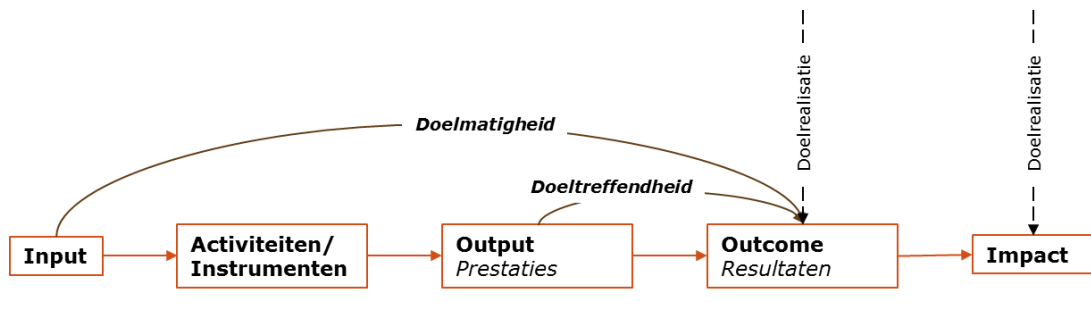 Doelrealisatie
Doelrealisatie
Doelmatigheid
Doeltreffendheid
Input
Activiteiten/
Instrumenten
Output
Prestaties
Outcome
Resultaten
Impact